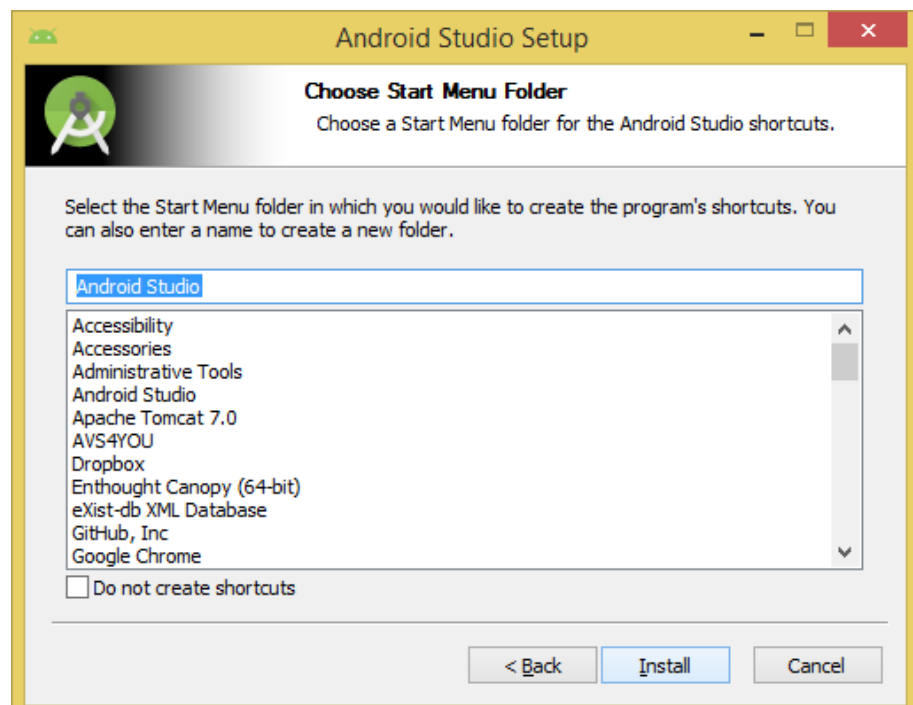 Android Studio Setup
Choose Start Menu Folder
Choose a Start Menu folder for the Android Studio shortcuts.
Select the Start Menu folder in which you would like to create the program's shortcuts. You
can also enter a name to create a new folder.
Android Studio
Accessibility
Accessories
Administrative Tools
Android Studio
Apache Tomcat 7.0
AVS4YOU
Dropbox
Enthought Canopy (64-bit)
eXist-db XML Database
GitHub, Inc
Google Chrome
Do not create shortcuts
< Back
Install
Cancel